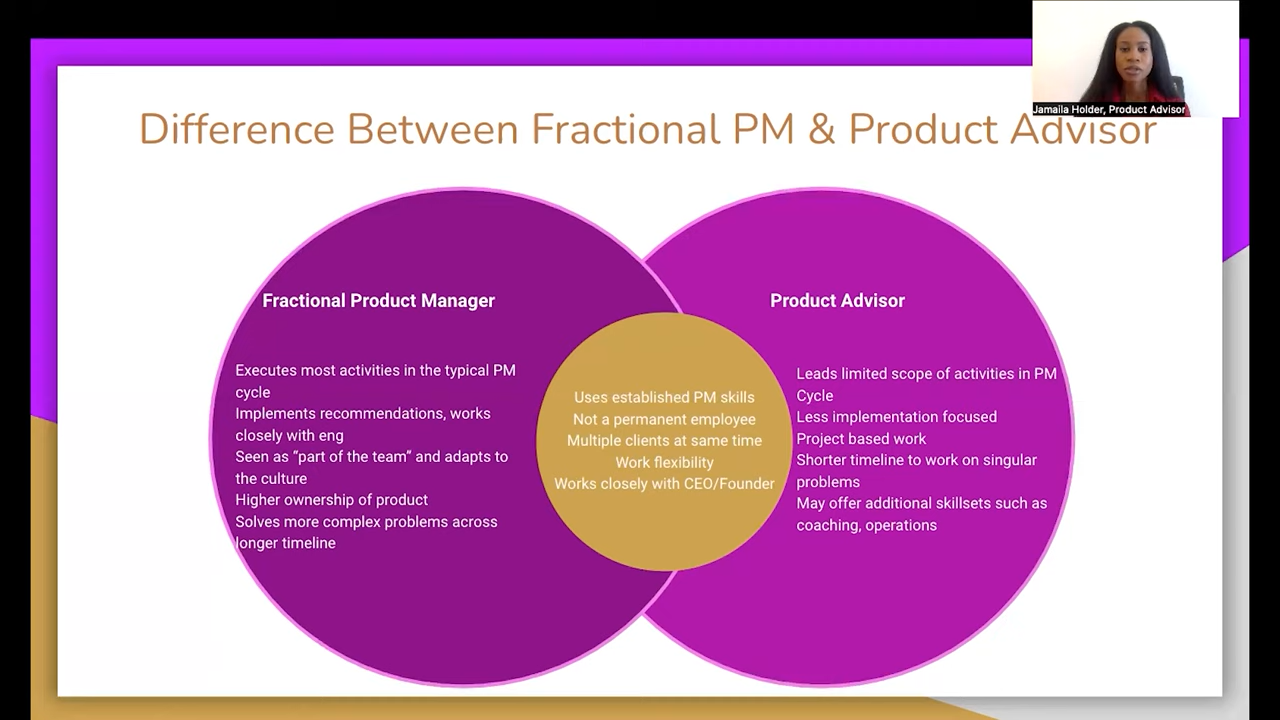 Jamaila Holder, Product Advisor
Difference Between Fractional PM & Product Advisor
Fractional Product Manager
Executes most activities in the typical PM
cycle
Implements recommendations, works
closely with eng
Seen as "part of the team" and adapts to
the culture
Higher ownership of product
Solves more complex problems across
longer timeline
Uses established PM skills
Not a permanent employee
Multiple clients at same time
Work flexibility
Works closely with CEO/Founder
Product Advisor
Leads limited scope of activities in PM
Cycle
Less implementation focused
Project based work
Shorter timeline to work on singular
problems
May offer additional skillsets such as
coaching, operations